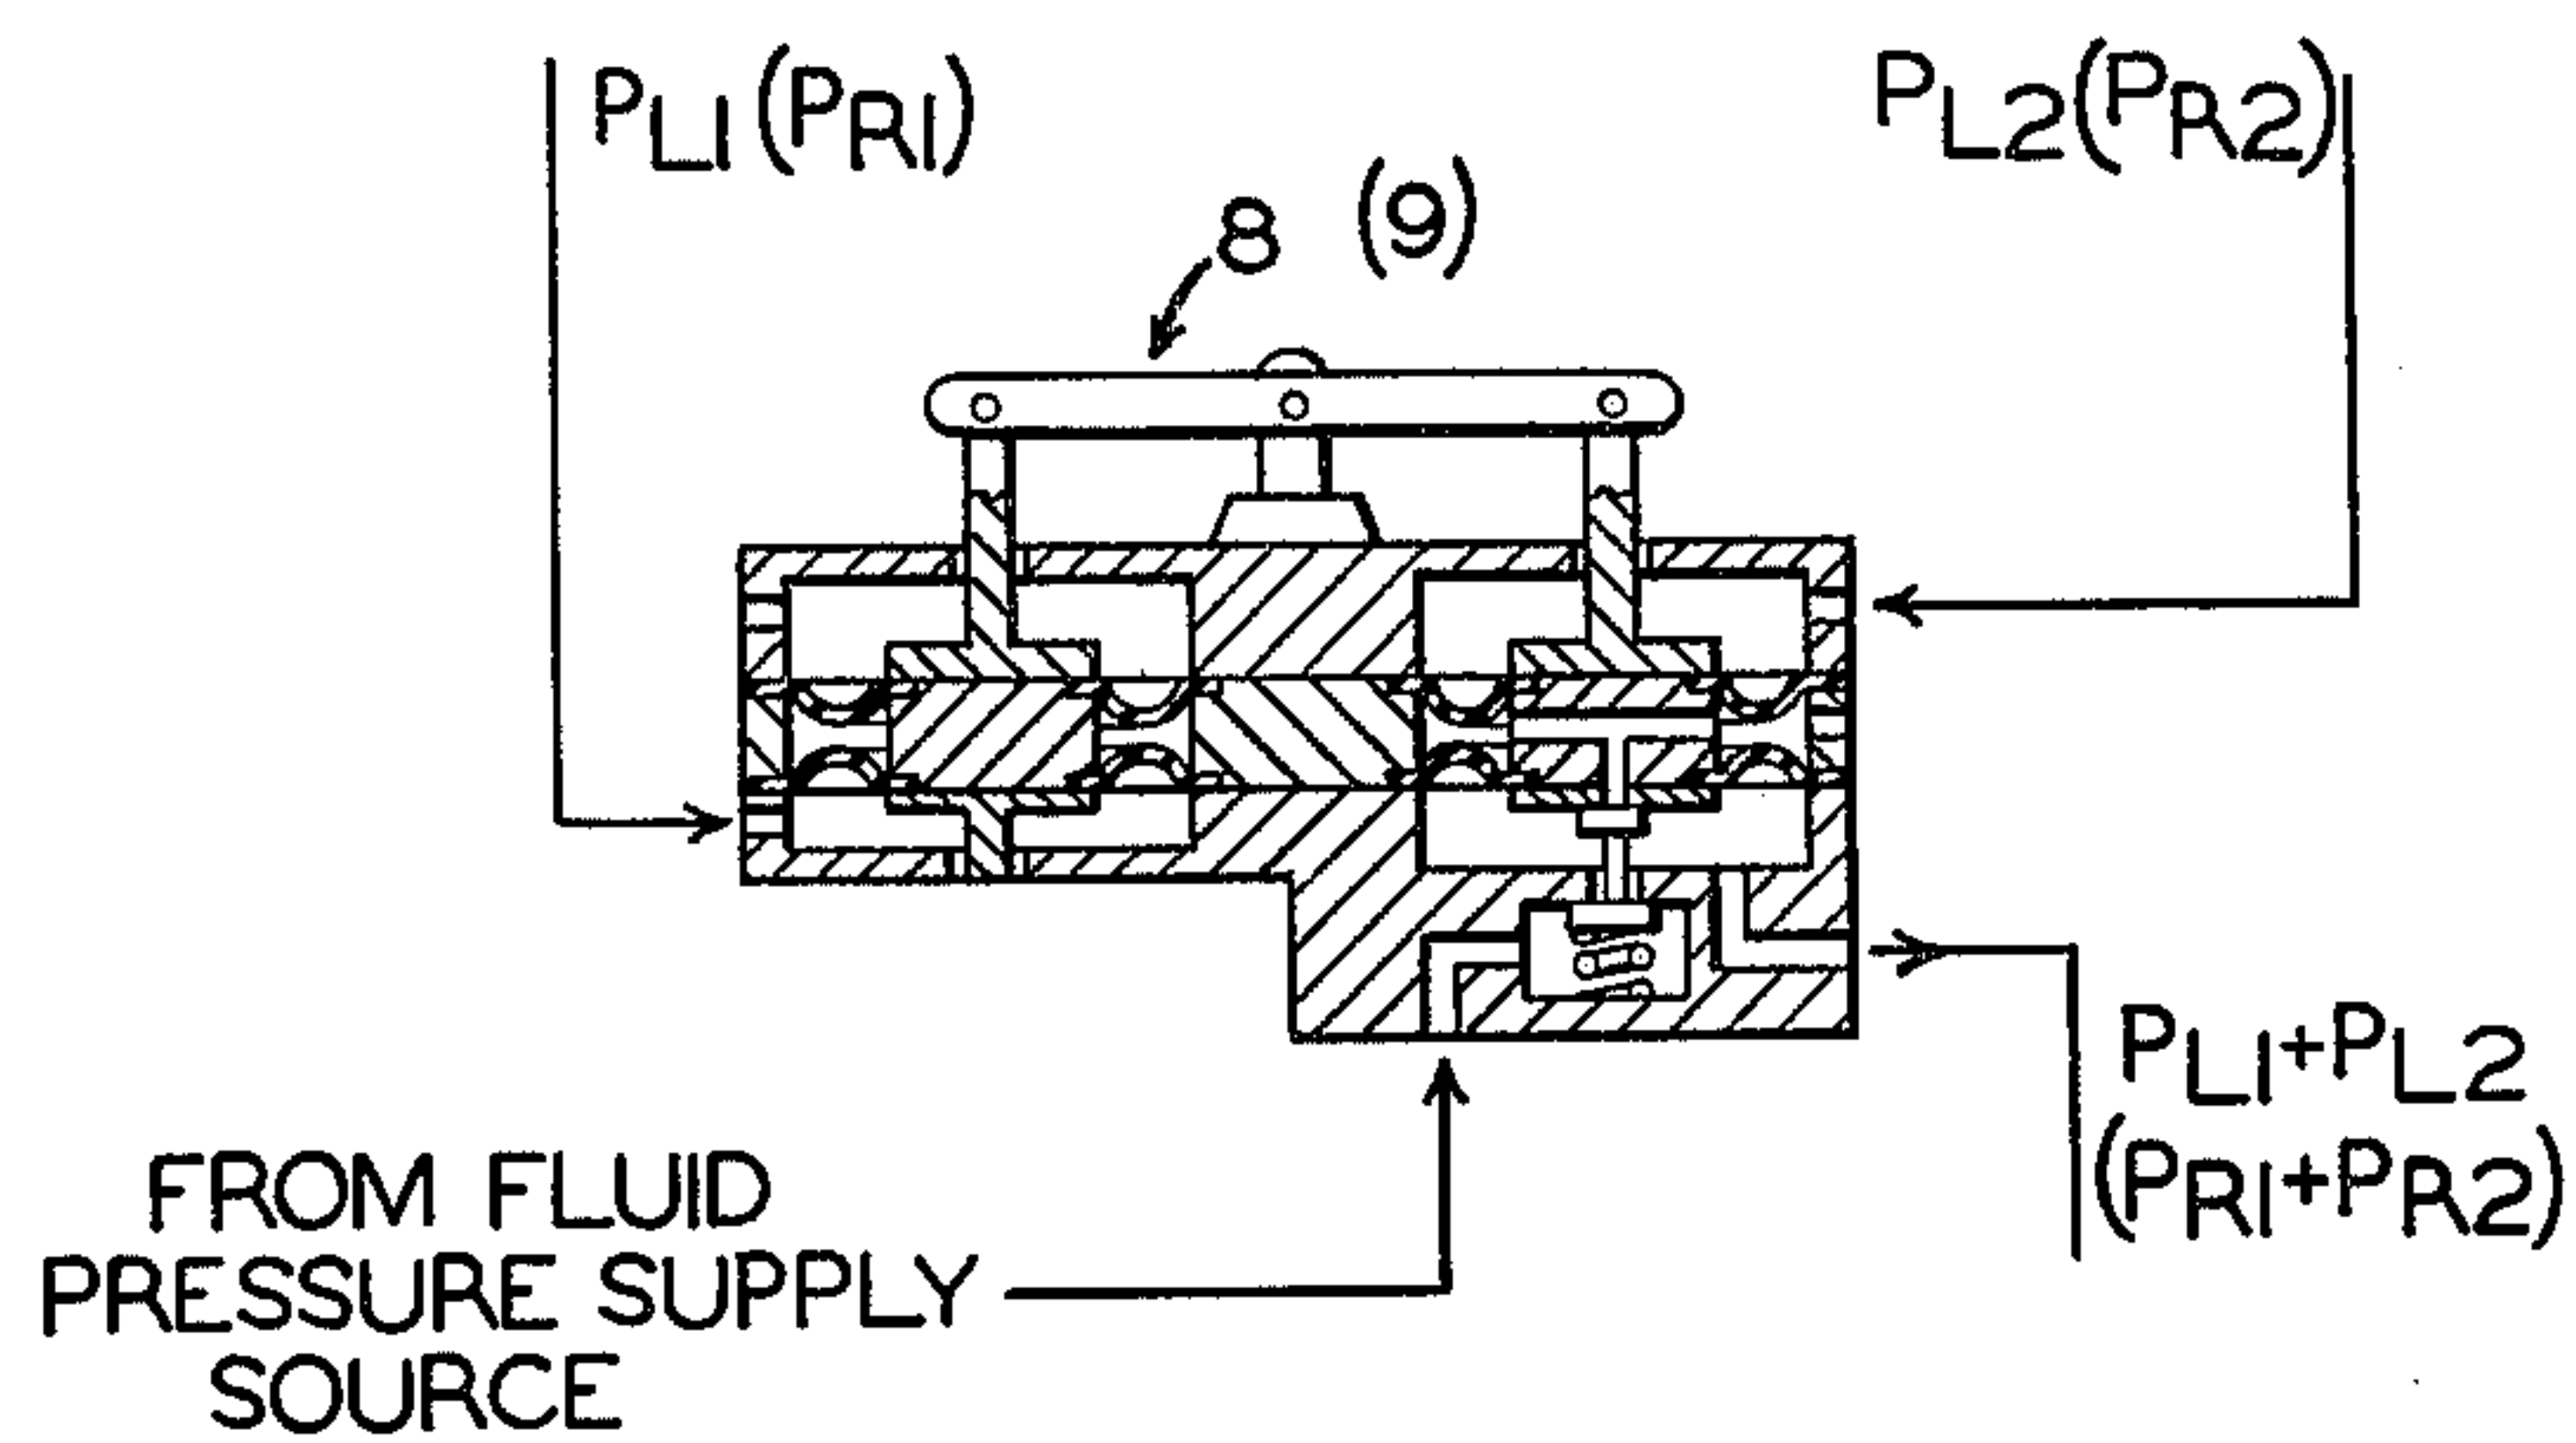 PL1 (PR1)
PL2 (PR2)
8 (9)
PL1+PL2
(PR1+PR2)
FROM FLUID
PRESSURE SUPPLY
SOURCE